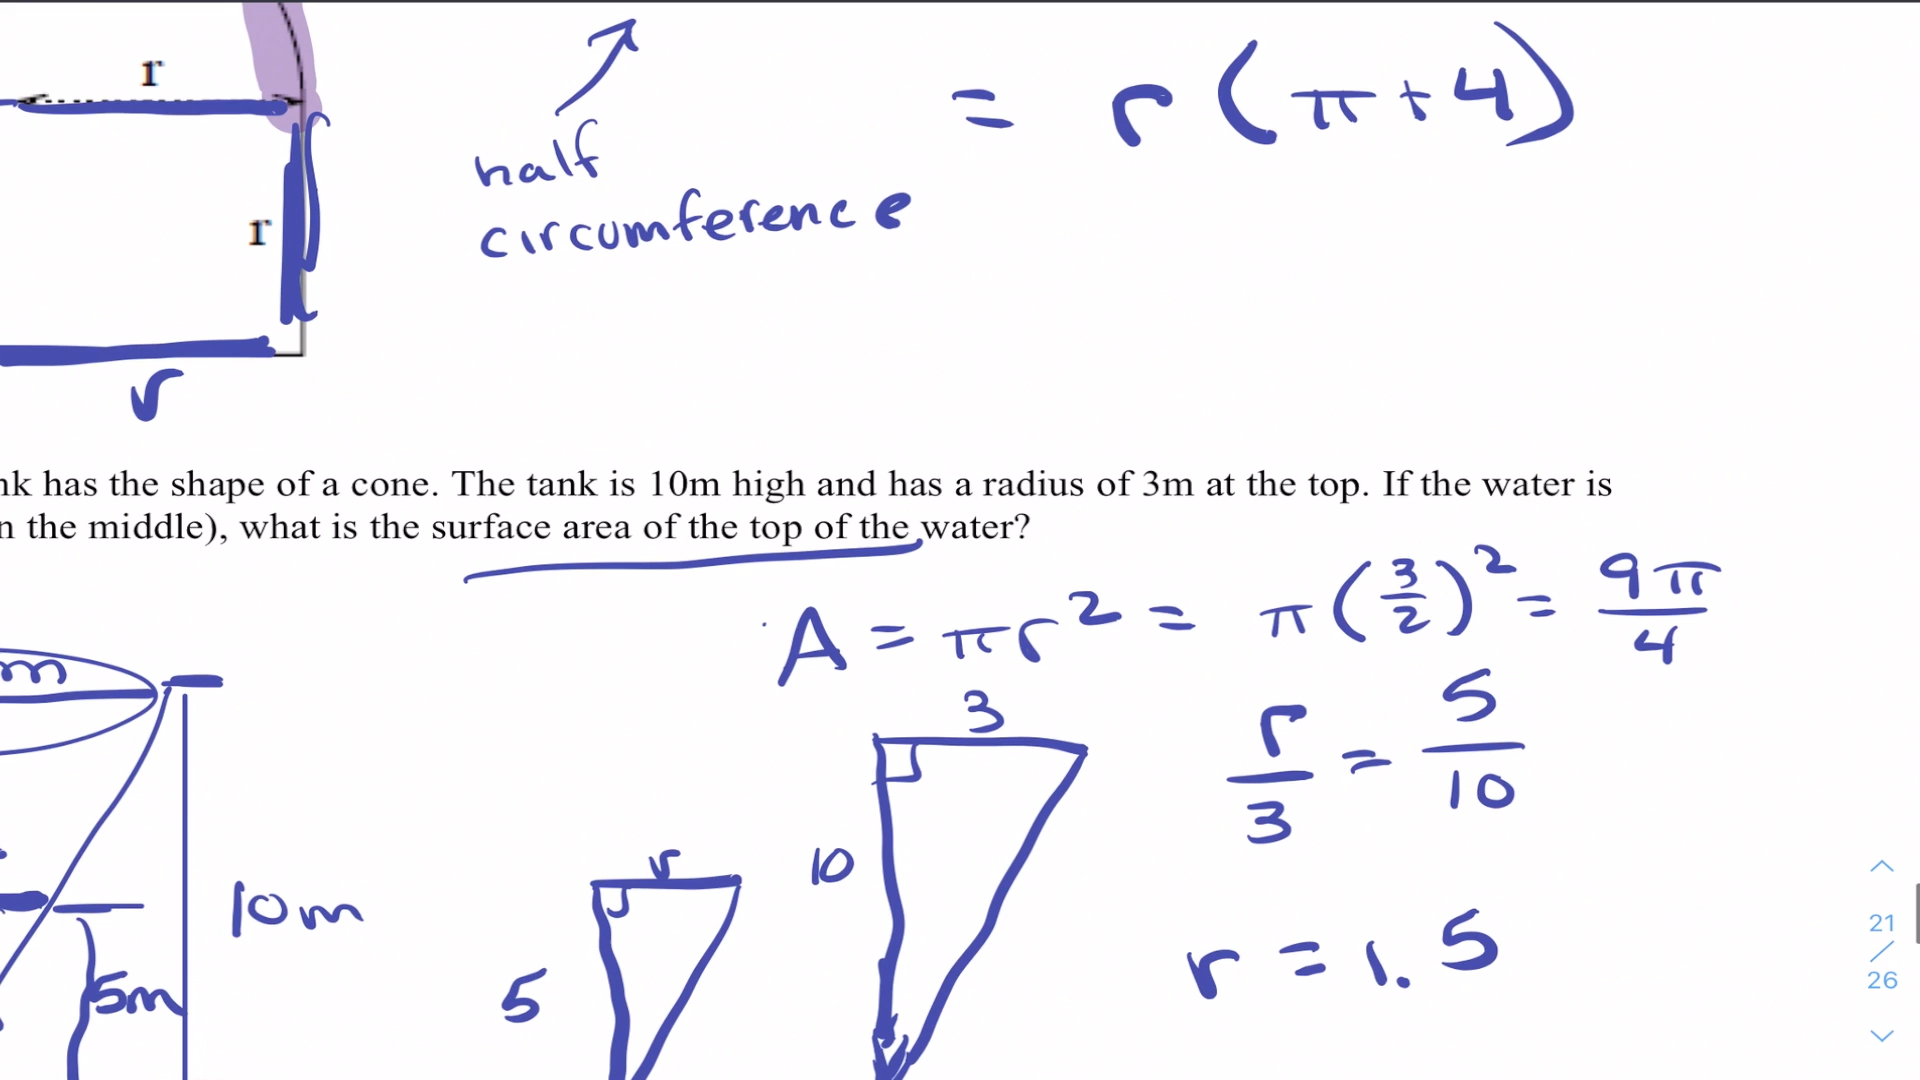 r
= r(π+4)
half
circumference
r
r
nk has the shape of a cone. The tank is 10m high and has a radius of 3m at the top. If the water is
n the middle), what is the surface area of the top of the water?
A = πr² = π(3/2)² = 9π/4
m
3
r/3 = 5/10
r
10
10m
r = 1.5
5m
5
21
/
26